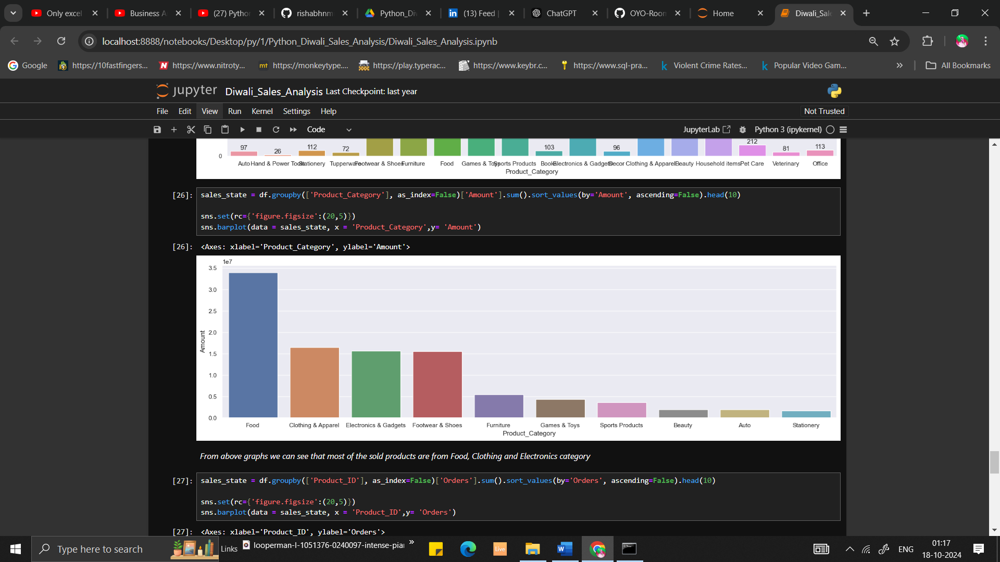 Only excel
Business A
(27) Pytho
rishabhnm
Python_Di
(13) Feed |
ChatGPT
OYO-Roon
Home
Diwali_Sale
localhost:8888/notebooks/Desktop/py/1/Python_Diwali_Sales_Analysis/Diwali_Sales_Analysis.ipynb
Google
https://10fastfingers...
https://www.nitroty...
mt
https://monkeytype....
https://play.typerac...
https://www.keybr.c...
https://www.sql-pra...
Violent Crime Rates...
Popular Video Gam...
All Bookmarks
jupyter
Diwali_Sales_Analysis Last Checkpoint: last year
File Edit View Run Kernel Settings Help
Not Trusted
Code
JupyterLab
Python 3 (ipykernel)
97 26 112 72 103 96 212 81 113
0
Auto Hand & Power Tools Stationery Tupperware Footwear & Shoes Furniture Food Games & Toys Sports Products Books Electronics & Gadgets Decor Clothing & Apparel Beauty Household items Pet Care Veterinary Office
Product_Category
[26]: sales_state = df.groupby(['Product_Category'], as_index=False)['Amount'].sum().sort_values(by='Amount', ascending=False).head(10)
sns.set(rc={'figure.figsize':(20,5)})
sns.barplot(data = sales_state, x = 'Product_Category',y= 'Amount')
[26]: <Axes: xlabel='Product_Category', ylabel='Amount'>
1e7
3.5
3.0
2.5
2.0
1.5
1.0
0.5
0.0
Amount
Food Clothing & Apparel Electronics & Gadgets Footwear & Shoes Furniture Games & Toys Sports Products Beauty Auto Stationery
Product_Category
From above graphs we can see that most of the sold products are from Food, Clothing and Electronics category
[27]: sales_state = df.groupby(['Product_ID'], as_index=False)['Orders'].sum().sort_values(by='Orders', ascending=False).head(10)
sns.set(rc={'figure.figsize':(20,5)})
sns.barplot(data = sales_state, x = 'Product_ID',y= 'Orders')
[27]: <Axes: xlabel='Product_ID', ylabel='Orders'>
Type here to search
Links
looperman-l-1051376-0240097-intense-pia
Live
ENG
01:17
18-10-2024